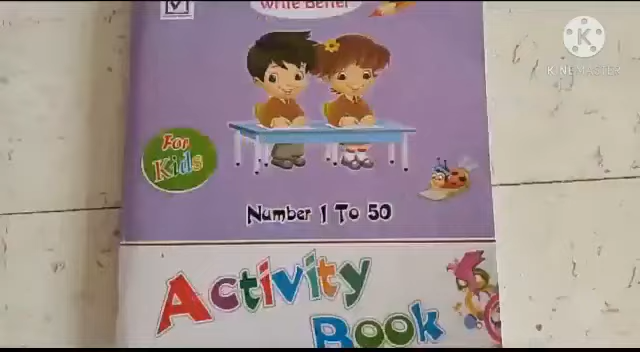 Write Better
For
Kids
Number 1 To 50
Activity
Book
K
KINEMASTER